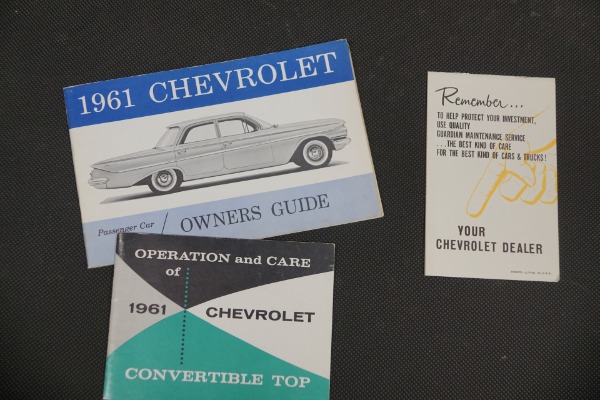 1961 CHEVROLET
Passenger Car / OWNERS GUIDE
OPERATION and CARE
of
1961 CHEVROLET
CONVERTIBLE TOP
Remember...
TO HELP PROTECT YOUR INVESTMENT,
USE QUALITY
GUARDIAN MAINTENANCE SERVICE
...THE BEST KIND OF CARE
FOR THE BEST KIND OF CARS & TRUCKS!
YOUR
CHEVROLET DEALER